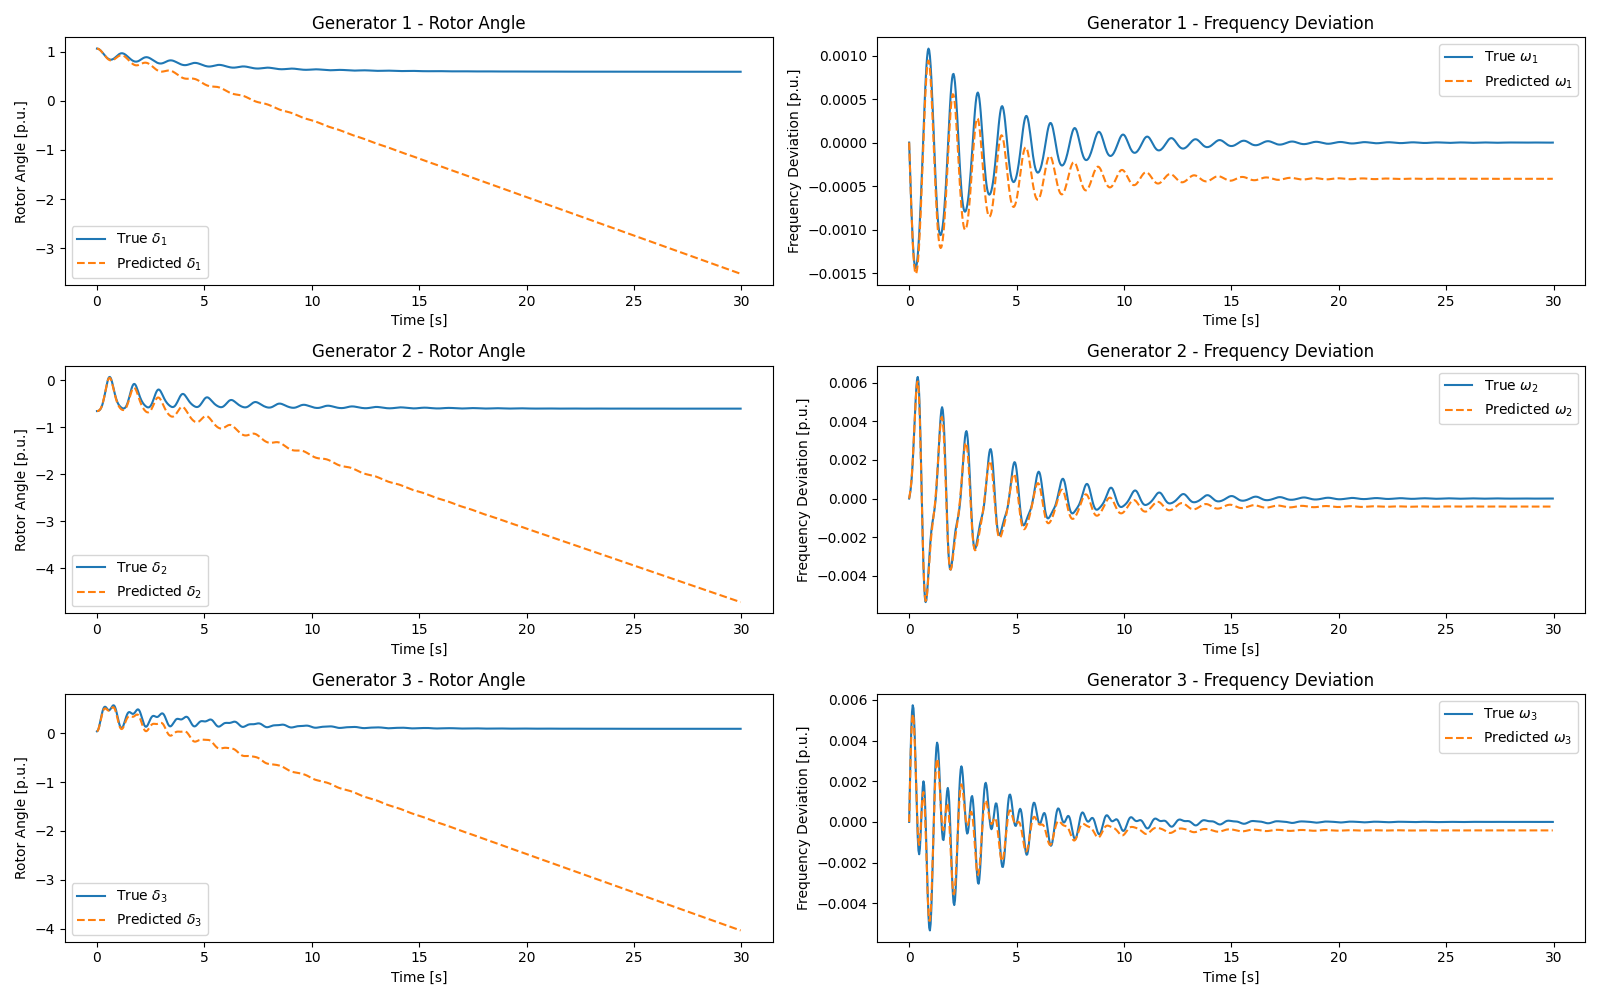 Generator 1 - Rotor Angle
Rotor Angle [p.u.]
1
0
−1
−2
−3
True δ1
Predicted δ1
0 5 10 15 20 25 30
Time [s]
Generator 1 - Frequency Deviation
Frequency Deviation [p.u.]
0.0010
0.0005
0.0000
−0.0005
−0.0010
−0.0015
True ω1
Predicted ω1
0 5 10 15 20 25 30
Time [s]
Generator 2 - Rotor Angle
Rotor Angle [p.u.]
0
−1
−2
−3
−4
True δ2
Predicted δ2
0 5 10 15 20 25 30
Time [s]
Generator 2 - Frequency Deviation
Frequency Deviation [p.u.]
0.006
0.004
0.002
0.000
−0.002
−0.004
True ω2
Predicted ω2
0 5 10 15 20 25 30
Time [s]
Generator 3 - Rotor Angle
Rotor Angle [p.u.]
0
−1
−2
−3
−4
True δ3
Predicted δ3
0 5 10 15 20 25 30
Time [s]
Generator 3 - Frequency Deviation
Frequency Deviation [p.u.]
0.006
0.004
0.002
0.000
−0.002
−0.004
True ω3
Predicted ω3
0 5 10 15 20 25 30
Time [s]